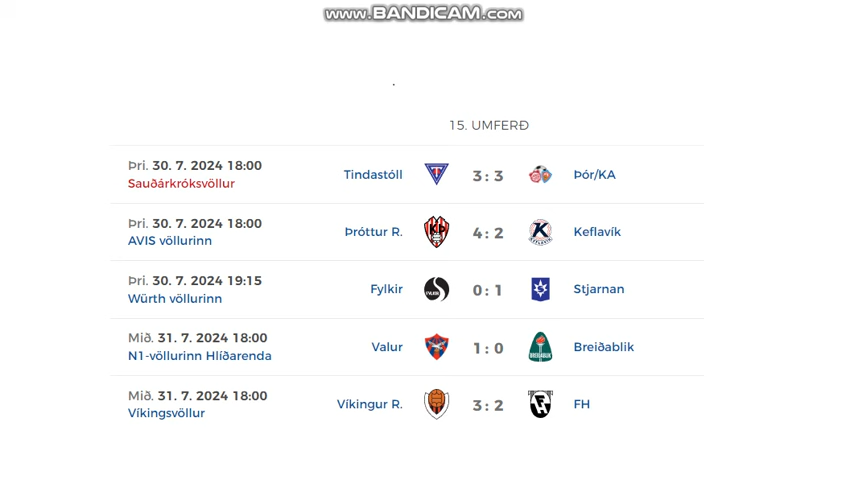 www.BANDICAM.com
15. UMFERÐ
Þri. 30. 7. 2024 18:00
Sauðárkróksvöllur
Tindastóll 3 : 3 Þór/KA
Þri. 30. 7. 2024 18:00
AVIS völlurinn
Þróttur R. 4 : 2 Keflavík
Þri. 30. 7. 2024 19:15
Würth völlurinn
Fylkir 0 : 1 Stjarnan
Mið. 31. 7. 2024 18:00
N1-völlurinn Hlíðarenda
Valur 1 : 0 Breiðablik
Mið. 31. 7. 2024 18:00
Víkingsvöllur
Víkingur R. 3 : 2 FH